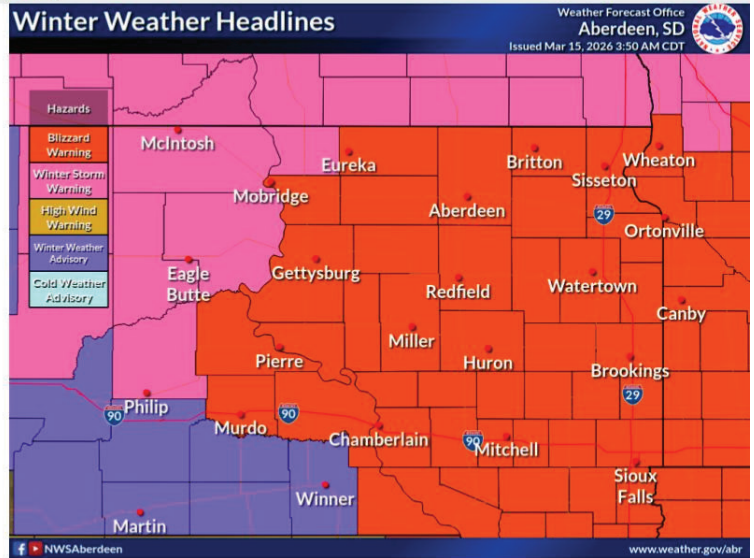 Winter Weather Headlines
Weather Forecast Office
Aberdeen, SD
Issued Mar 15, 2026 3:50 AM CDT
Hazards
Blizzard
Warning
Winter Storm
Warning
High Wind
Warning
Winter Weather
Advisory
Cold Weather
Advisory
McIntosh
Eureka
Britton
Wheaton
Sisseton
Mobridge
Aberdeen
29
Ortonville
Eagle
Butte
Gettysburg
Redfield
Watertown
Canby
Miller
Pierre
Huron
Brookings
29
Philip
90
90
Murdo
Chamberlain
90
Mitchell
Sioux
Falls
Winner
Martin
NWSAberdeen
www.weather.gov/abr